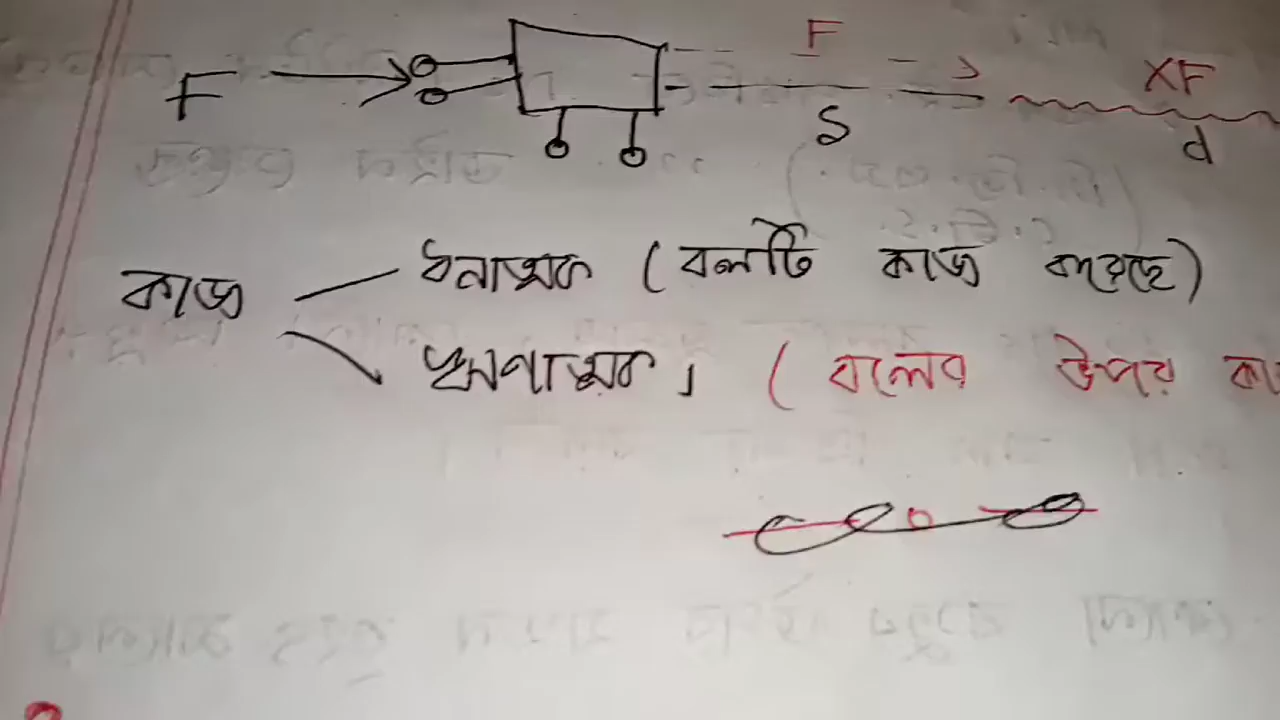 F F XF
S d
কাজ ধনাত্মক (বলটি কাজ করেছে)
ঋণাত্মক। (বলের উপর